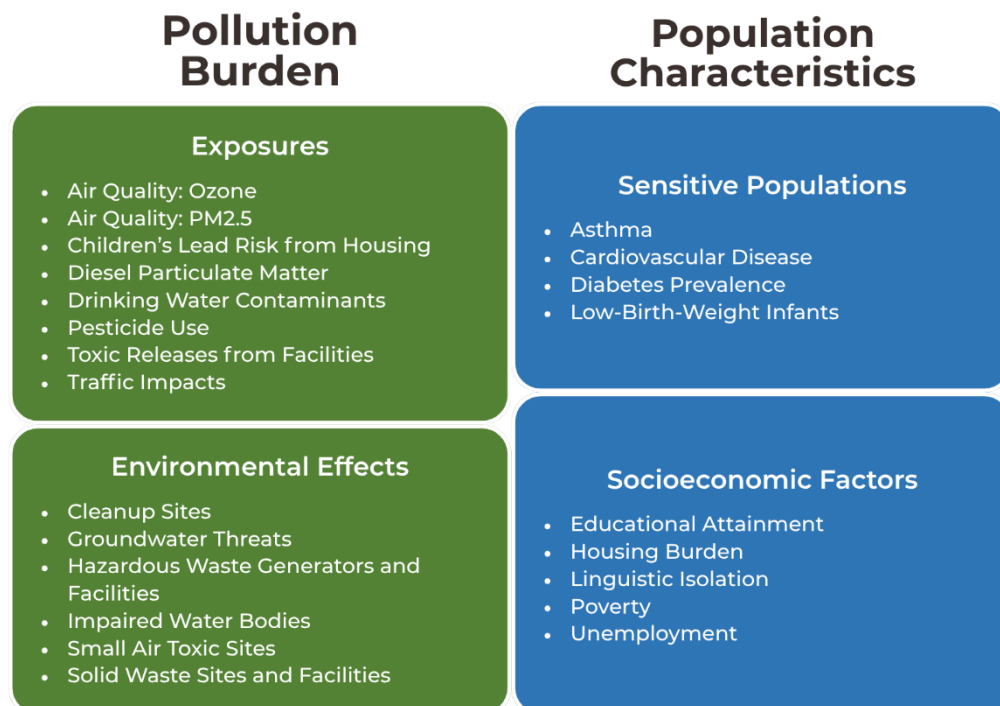 Pollution
Burden
Exposures
• Air Quality: Ozone
• Air Quality: PM2.5
• Children's Lead Risk from Housing
• Diesel Particulate Matter
• Drinking Water Contaminants
• Pesticide Use
• Toxic Releases from Facilities
• Traffic Impacts
Environmental Effects
• Cleanup Sites
• Groundwater Threats
• Hazardous Waste Generators and
Facilities
• Impaired Water Bodies
• Small Air Toxic Sites
• Solid Waste Sites and Facilities
Population
Characteristics
Sensitive Populations
• Asthma
• Cardiovascular Disease
• Diabetes Prevalence
• Low-Birth-Weight Infants
Socioeconomic Factors
• Educational Attainment
• Housing Burden
• Linguistic Isolation
• Poverty
• Unemployment